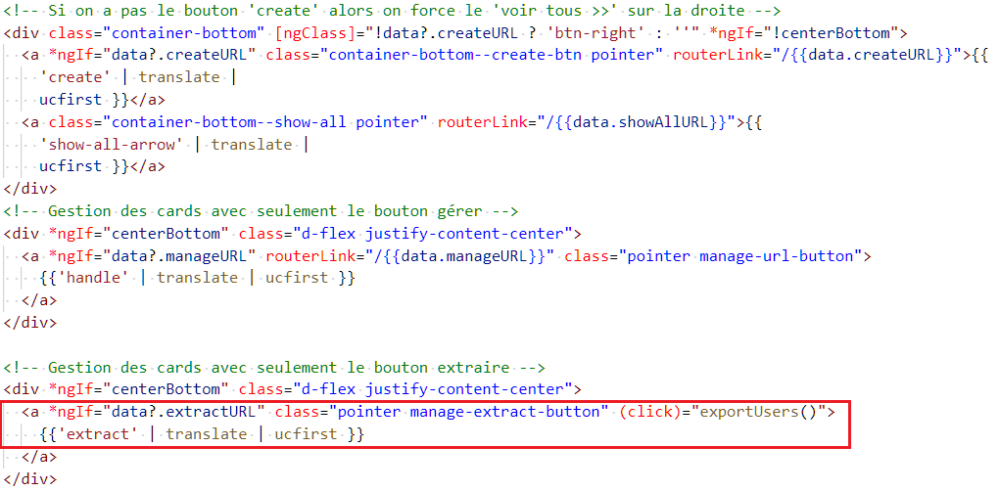 <!-- Si on a pas le bouton 'create' alors on force le 'voir tous >>' sur la droite -->
<div class="container-bottom" [ngClass]="!data?.createURL ? 'btn-right' : ''" *ngIf="!centerBottom">
<a *ngIf="data?.createURL" class="container-bottom--create-btn pointer" routerLink="/{{data.createURL}}">{{
'create' | translate |
ucfirst }}</a>
<a class="container-bottom--show-all pointer" routerLink="/{{data.showAllURL}}">{{
'show-all-arrow' | translate |
ucfirst }}</a>
</div>
<!-- Gestion des cards avec seulement le bouton gérer -->
<div *ngIf="centerBottom" class="d-flex justify-content-center">
<a *ngIf="data?.manageURL" routerLink="/{{data.manageURL}}" class="pointer manage-url-button">
{{'handle' | translate | ucfirst }}
</a>
</div>
<!-- Gestion des cards avec seulement le bouton extraire -->
<div *ngIf="centerBottom" class="d-flex justify-content-center">
<a *ngIf="data?.extractURL" class="pointer manage-extract-button" (click)="exportUsers()">
{{'extract' | translate | ucfirst }}
</a>
</div>